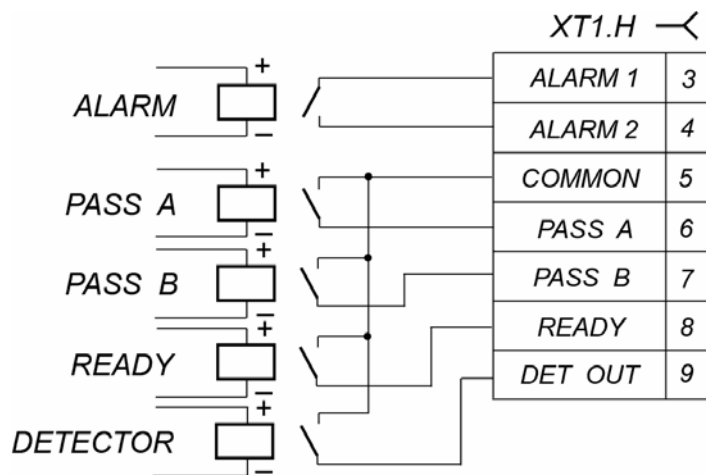 XT1.H
ALARM 1 3
ALARM 2 4
COMMON 5
PASS A 6
PASS B 7
READY 8
DET OUT 9
+
ALARM
−
+
PASS A
−
+
PASS B
−
+
READY
−
+
DETECTOR
−